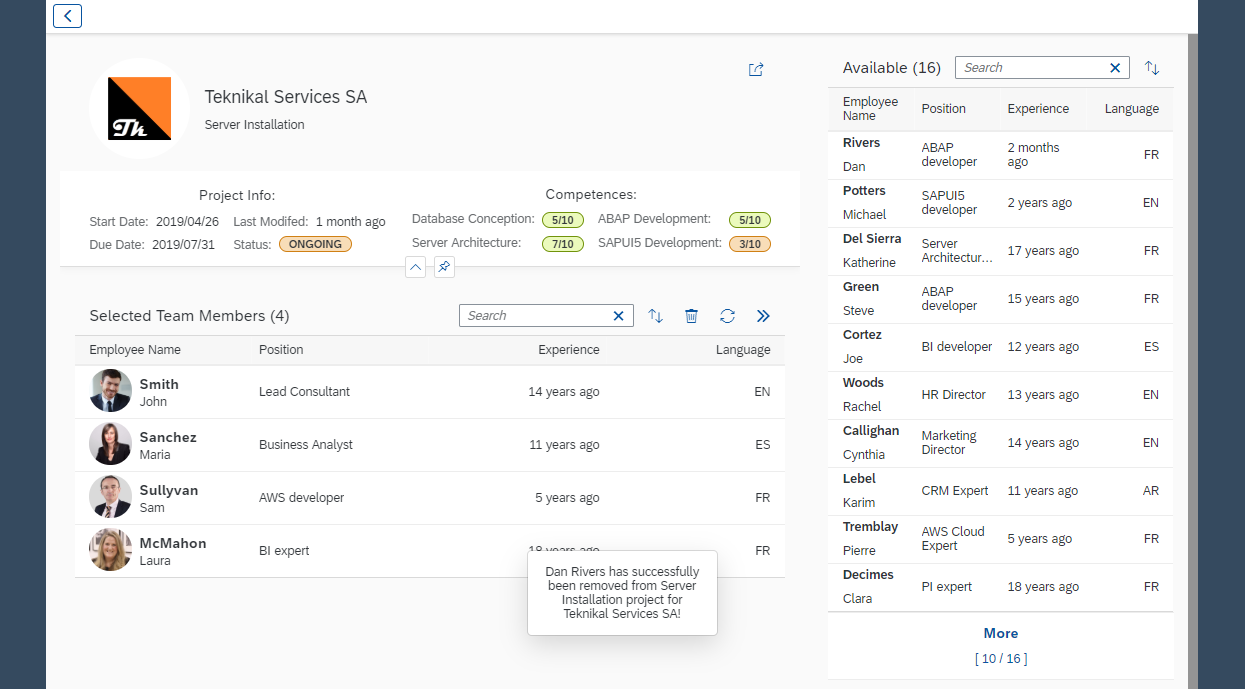 Th
Teknikal Services SA
Server Installation
Project Info:
Start Date: 2019/04/26 Last Modifed: 1 month ago
Due Date: 2019/07/31 Status: ONGOING
Competences:
Database Conception: 5/10 ABAP Development: 5/10
Server Architecture: 7/10 SAPUI5 Development: 3/10
Selected Team Members (4)
Search
Employee Name Position Experience Language
Smith
John
Lead Consultant 14 years ago EN
Sanchez
Maria
Business Analyst 11 years ago ES
Sullyvan
Sam
AWS developer 5 years ago FR
McMahon
Laura
BI expert 18 years ago FR
Dan Rivers has successfully
been removed from Server
Installation project for
Teknikal Services SA!
Available (16)
Search
Employee
Name
Position Experience Language
Rivers
Dan
ABAP
developer
2 months
ago
FR
Potters
Michael
SAPUI5
developer
2 years ago EN
Del Sierra
Katherine
Server
Architectur...
17 years ago FR
Green
Steve
ABAP
developer
15 years ago FR
Cortez
Joe
BI developer 12 years ago ES
Woods
Rachel
HR Director 13 years ago EN
Callighan
Cynthia
Marketing
Director
14 years ago EN
Lebel
Karim
CRM Expert 11 years ago AR
Tremblay
Pierre
AWS Cloud
Expert
5 years ago FR
Decimes
Clara
PI expert 18 years ago FR
More
[ 10 / 16 ]